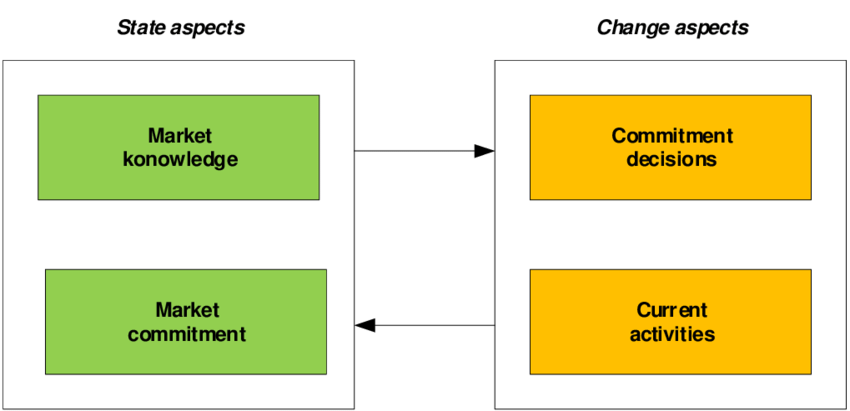 State aspects
Change aspects
Market
konowledge
Commitment
decisions
Market
commitment
Current
activities